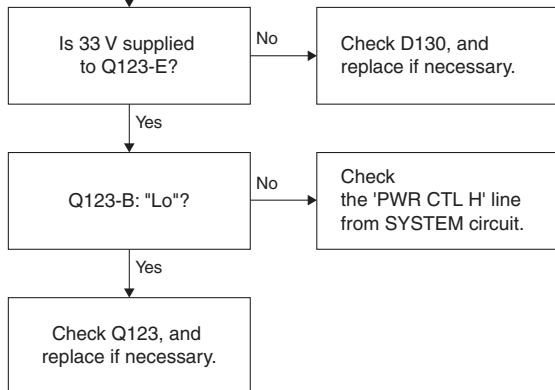 Is 33 V supplied
to Q123-E?
No
Check D130, and
replace if necessary.
Yes
Q123-B: "Lo"?
No
Check
the 'PWR CTL H' line
from SYSTEM circuit.
Yes
Check Q123, and
replace if necessary.